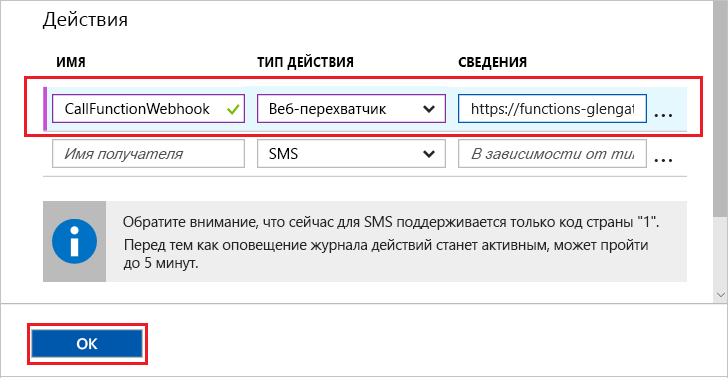 Действия
ИМЯ ТИП ДЕЙСТВИЯ СВЕДЕНИЯ
CallFunctionWebhook Веб-перехватчик https://functions-glengat ...
Имя получателя SMS В зависимости от тип ...
Обратите внимание, что сейчас для SMS поддерживается только код страны "1".
Перед тем как оповещение журнала действий станет активным, может пройти
до 5 минут.
OK